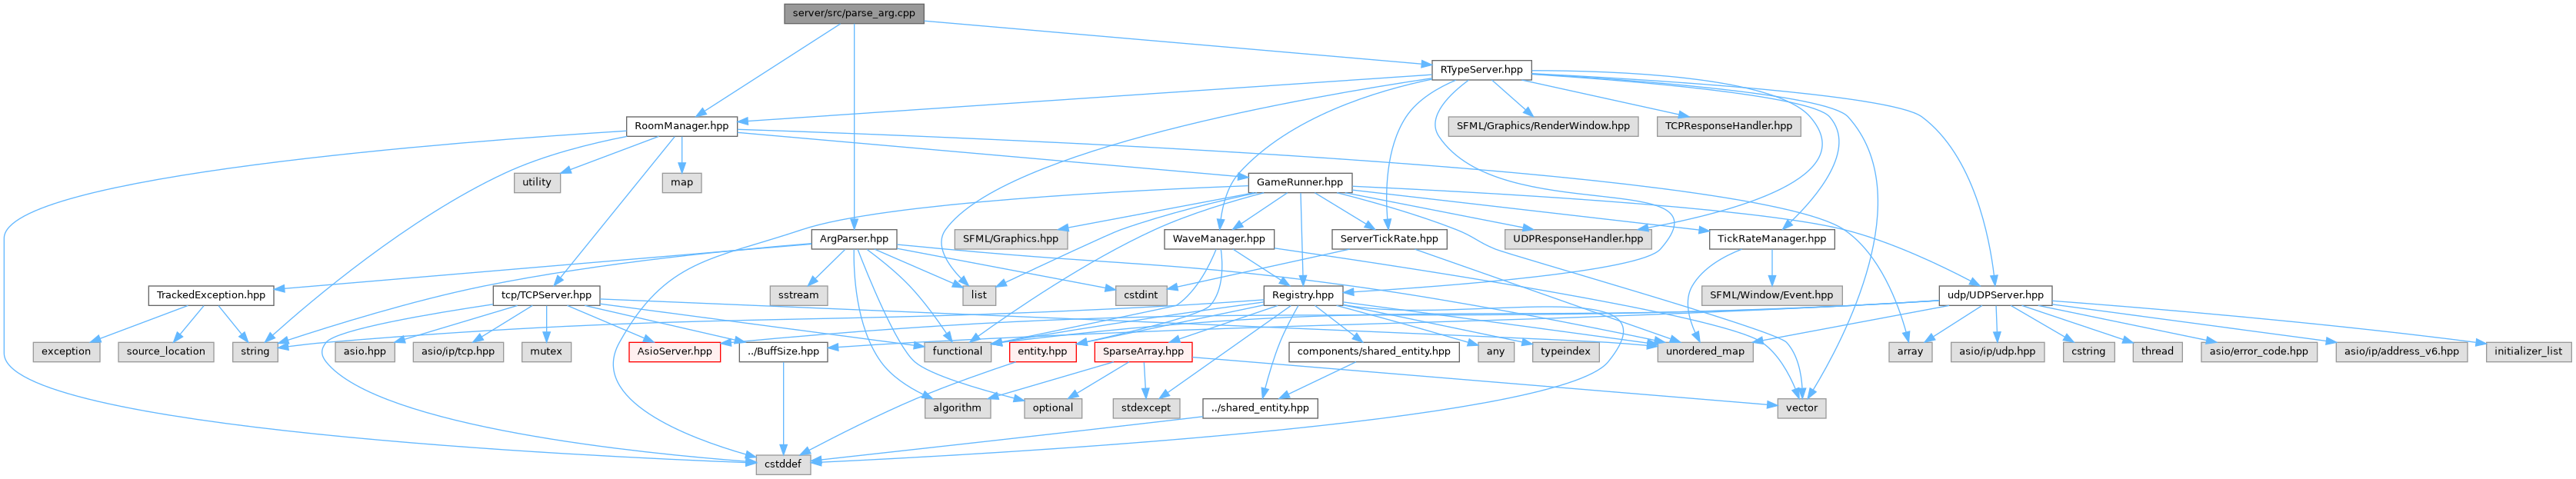 server/src/parse_arg.cpp
RTypeServer.hpp
RoomManager.hpp
SFML/Graphics/RenderWindow.hpp
TCPResponseHandler.hpp
utility
map
GameRunner.hpp
ArgParser.hpp
SFML/Graphics.hpp
WaveManager.hpp
ServerTickRate.hpp
UDPResponseHandler.hpp
TickRateManager.hpp
TrackedException.hpp
tcp/TCPServer.hpp
sstream
list
cstdint
Registry.hpp
SFML/Window/Event.hpp
udp/UDPServer.hpp
exception
source_location
string
asio.hpp
asio/ip/tcp.hpp
mutex
AsioServer.hpp
../BuffSize.hpp
functional
entity.hpp
SparseArray.hpp
components/shared_entity.hpp
any
typeindex
unordered_map
array
asio/ip/udp.hpp
cstring
thread
asio/error_code.hpp
asio/ip/address_v6.hpp
initializer_list
algorithm
optional
stdexcept
../shared_entity.hpp
vector
cstddef